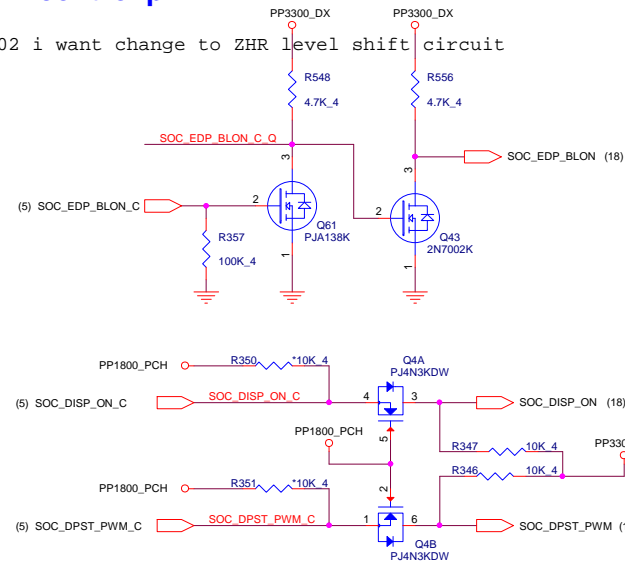 PP3300_DX
PP3300_DX
02 i want change to ZHR level shift circuit
R548
4.7K_4
R556
4.7K_4
SOC_EDP_BLON_C_Q
3
3
SOC_EDP_BLON (18)
(5) SOC_EDP_BLON_C
2
Q61
PJA138K
2
Q43
2N7002K
R357
100K_4
1
1
PP1800_PCH
R350
*10K_4
Q4A
PJ4N3KDW
(5) SOC_DISP_ON_C
SOC_DISP_ON_C
4
3
SOC_DISP_ON (18)
5
PP1800_PCH
R347
10K_4
PP330
R346
10K_4
PP1800_PCH
R351
*10K_4
2
(5) SOC_DPST_PWM_C
SOC_DPST_PWM_C
1
6
SOC_DPST_PWM (1
Q4B
PJ4N3KDW